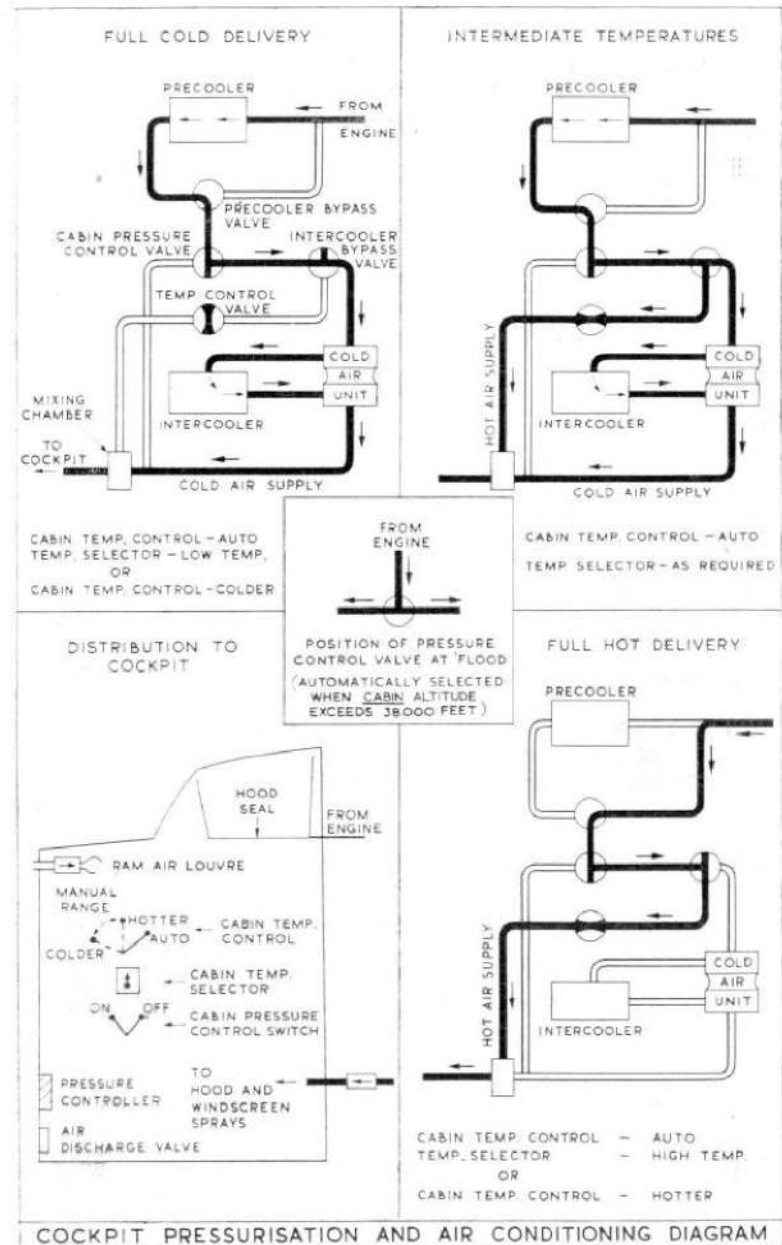 FULL COLD DELIVERY
PRECOOLER
FROM
ENGINE
PRECOOLER BYPASS
VALVE
CABIN PRESSURE
CONTROL VALVE
INTERCOOLER
BYPASS
VALVE
TEMP CONTROL
VALVE
COLD
AIR
UNIT
INTERCOOLER
MIXING
CHAMBER
TO
COCKPIT
COLD AIR SUPPLY
CABIN TEMP. CONTROL-AUTO
TEMP. SELECTOR-LOW TEMP.
OR
CABIN TEMP. CONTROL-COLDER
INTERMEDIATE TEMPERATURES
PRECOOLER
HOT AIR SUPPLY
COLD
AIR
UNIT
INTERCOOLER
COLD AIR SUPPLY
CABIN TEMP. CONTROL-AUTO
TEMP SELECTOR-AS REQUIRED
FROM
ENGINE
POSITION OF PRESSURE
CONTROL VALVE AT 'FLOOD'
(AUTOMATICALLY SELECTED
WHEN CABIN ALTITUDE
EXCEEDS 38000 FEET)
DISTRIBUTION TO
COCKPIT
HOOD
SEAL
FROM
ENGINE
RAM AIR LOUVRE
MANUAL
RANGE
HOTTER
AUTO
COLDER
CABIN TEMP.
CONTROL
CABIN TEMP.
SELECTOR
ON OFF
CABIN PRESSURE
CONTROL SWITCH
PRESSURE
CONTROLLER
TO
HOOD AND
WINDSCREEN
SPRAYS
AIR
DISCHARGE VALVE
FULL HOT DELIVERY
PRECOOLER
HOT AIR SUPPLY
COLD
AIR
UNIT
INTERCOOLER
CABIN TEMP CONTROL - AUTO
TEMP. SELECTOR - HIGH TEMP.
OR
CABIN TEMP. CONTROL - HOTTER
COCKPIT PRESSURISATION AND AIR CONDITIONING DIAGRAM